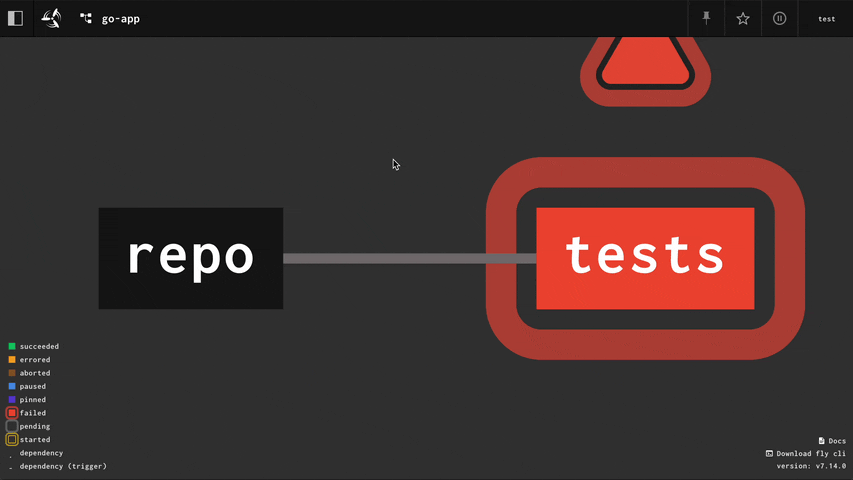 go-app
test
repo
tests
succeeded
errored
aborted
paused
pinned
failed
pending
started
dependency
dependency (trigger)
Docs
Download fly cli
version: v7.14.0